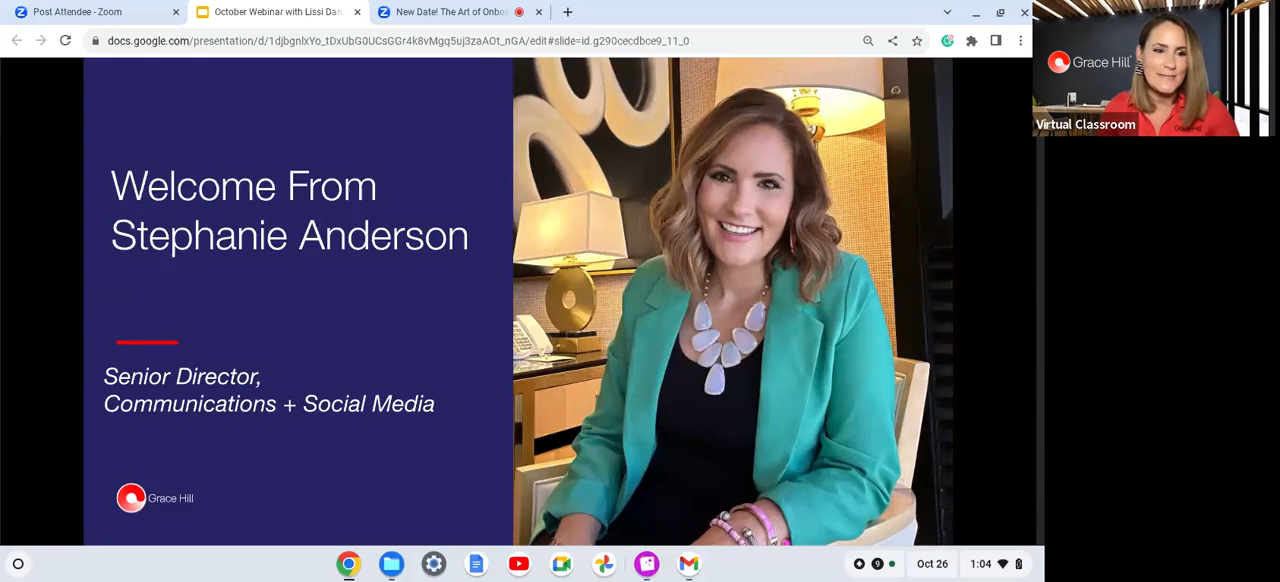 Post Attendee - Zoom
October Webinar with Lissi Dan
New Date! The Art of Onbo
docs.google.com/presentation/d/1djbgnlxYo_tDxUbG0UCsGGr4k8vMgq5uj3zaAOt_nGA/edit#slide=id.g290cecdbce9_11_0
Grace Hill
Virtual Classroom
Welcome From
Stephanie Anderson
Senior Director,
Communications + Social Media
Grace Hill
9
Oct 26
1:04